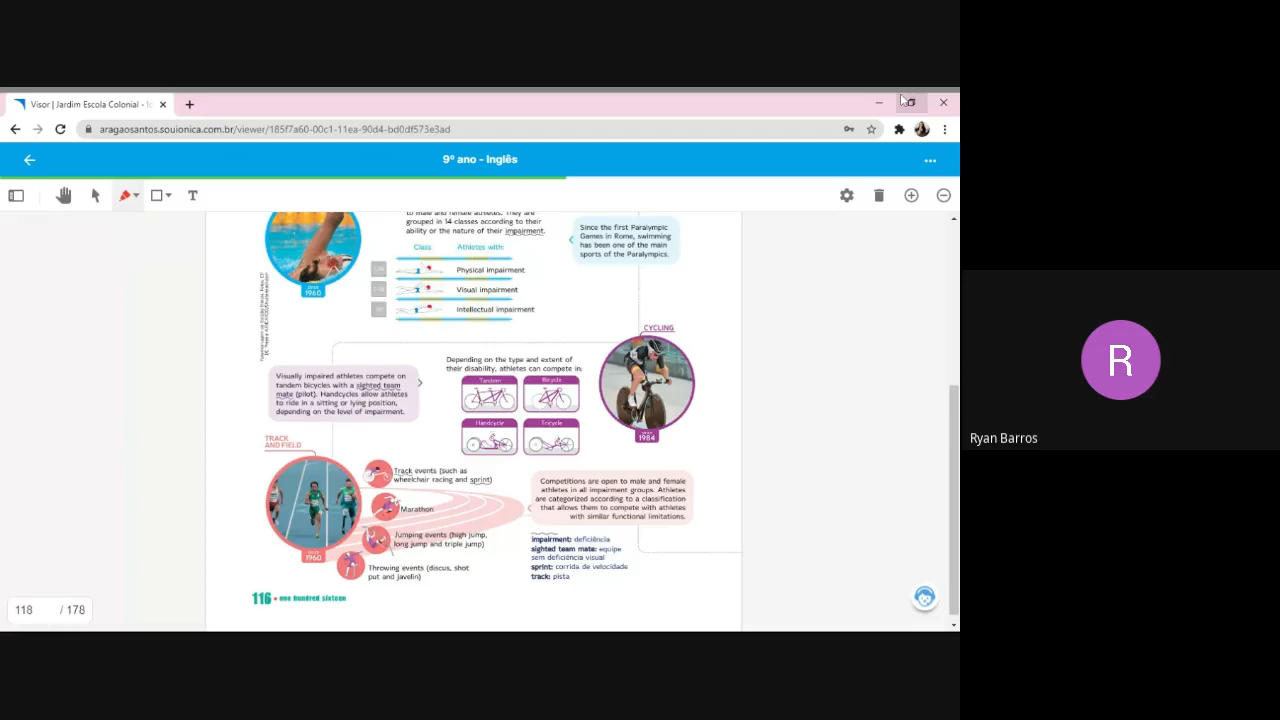 Visor | Jardim Escola Colonial - 1c
aragaosantos.souionica.com.br/viewer/185f7a60-00c1-11ea-90d4-bd0df573e3ad
9º ano - Inglês
T
to male and female athletes. They are
grouped in 14 classes according to their
ability or the nature of their impairment.
Class
Athletes with:
Physical impairment
Visual impairment
Intellectual impairment
1960
Since the first Paralympic
Games in Rome, swimming
has been one of the main
sports of the Paralympics.
CYCLING
1984
Depending on the type and extent of
their disability, athletes can compete in:
Tandem
Bicycle
Handcycle
Tricycle
Visually impaired athletes compete on
tandem bicycles with a sighted team
mate (pilot). Handcycles allow athletes
to ride in a sitting or lying position,
depending on the level of impairment.
TRACK
AND FIELD
1960
Track events (such as
wheelchair racing and sprint)
Marathon
Jumping events (high jump,
long jump and triple jump)
Throwing events (discus, shot
put and javelin)
Competitions are open to male and female
athletes in all impairment groups. Athletes
are categorized according to a classification
that allows them to compete with athletes
with similar functional limitations.
impairment: deficiência
sighted team mate: equipe
sem deficiência visual
sprint: corrida de velocidade
track: pista
116 • one hundred sixteen
118 / 178
R
Ryan Barros